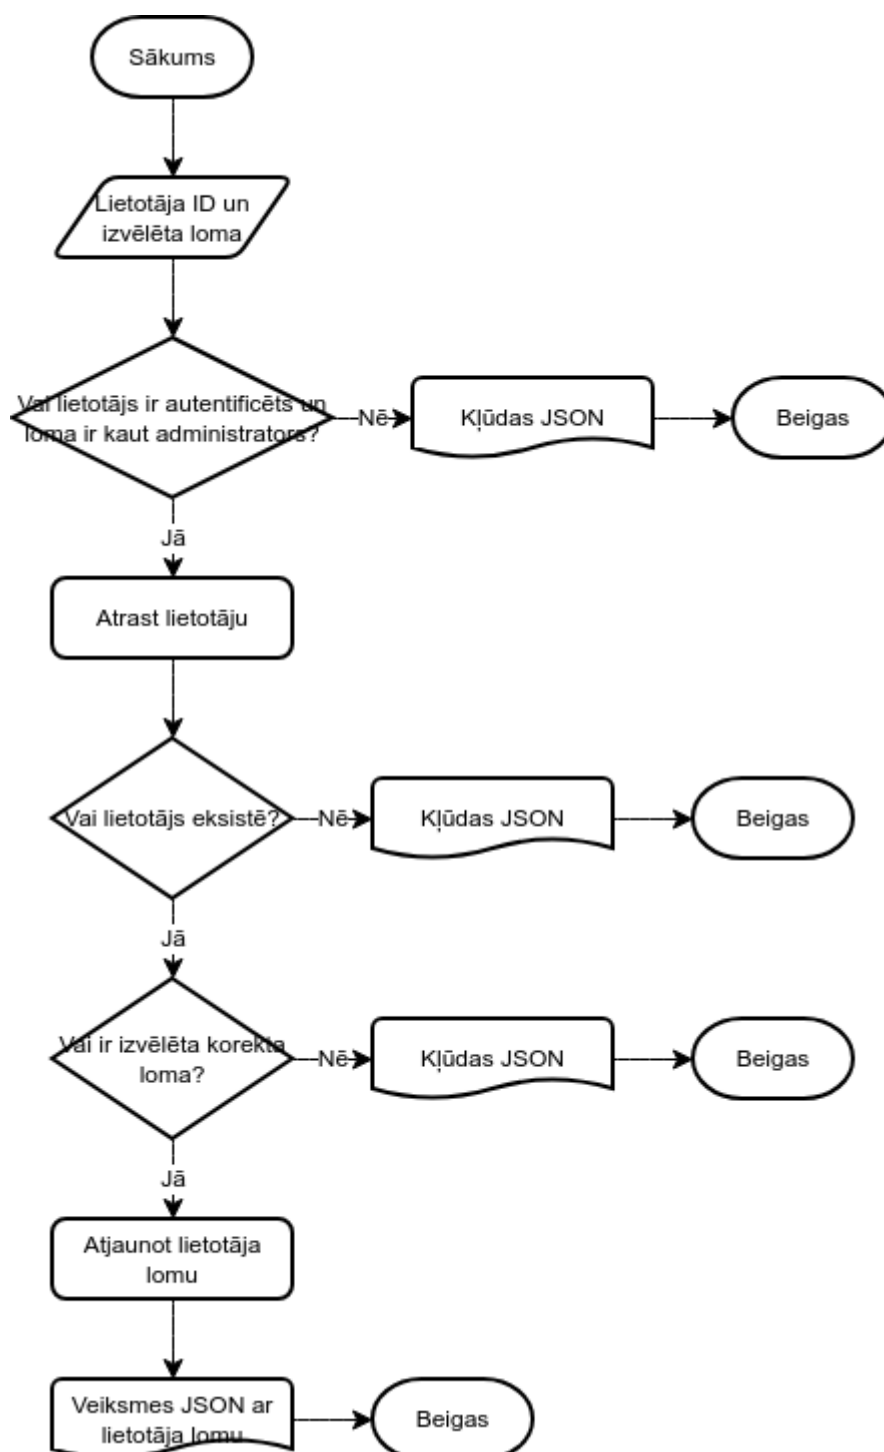 Sākums
Lietotāja ID un
izvēlēta loma
Vai lietotājs ir autentificēts un
loma ir kaut administrators?
Nē
Kļūdas JSON
Beigas
Jā
Atrast lietotāju
Vai lietotājs eksistē?
Nē
Kļūdas JSON
Beigas
Jā
Vai ir izvēlēta korekta
loma?
Nē
Kļūdas JSON
Beigas
Jā
Atjaunot lietotāja
lomu
Veiksmes JSON ar
lietotāja lomu
Beigas